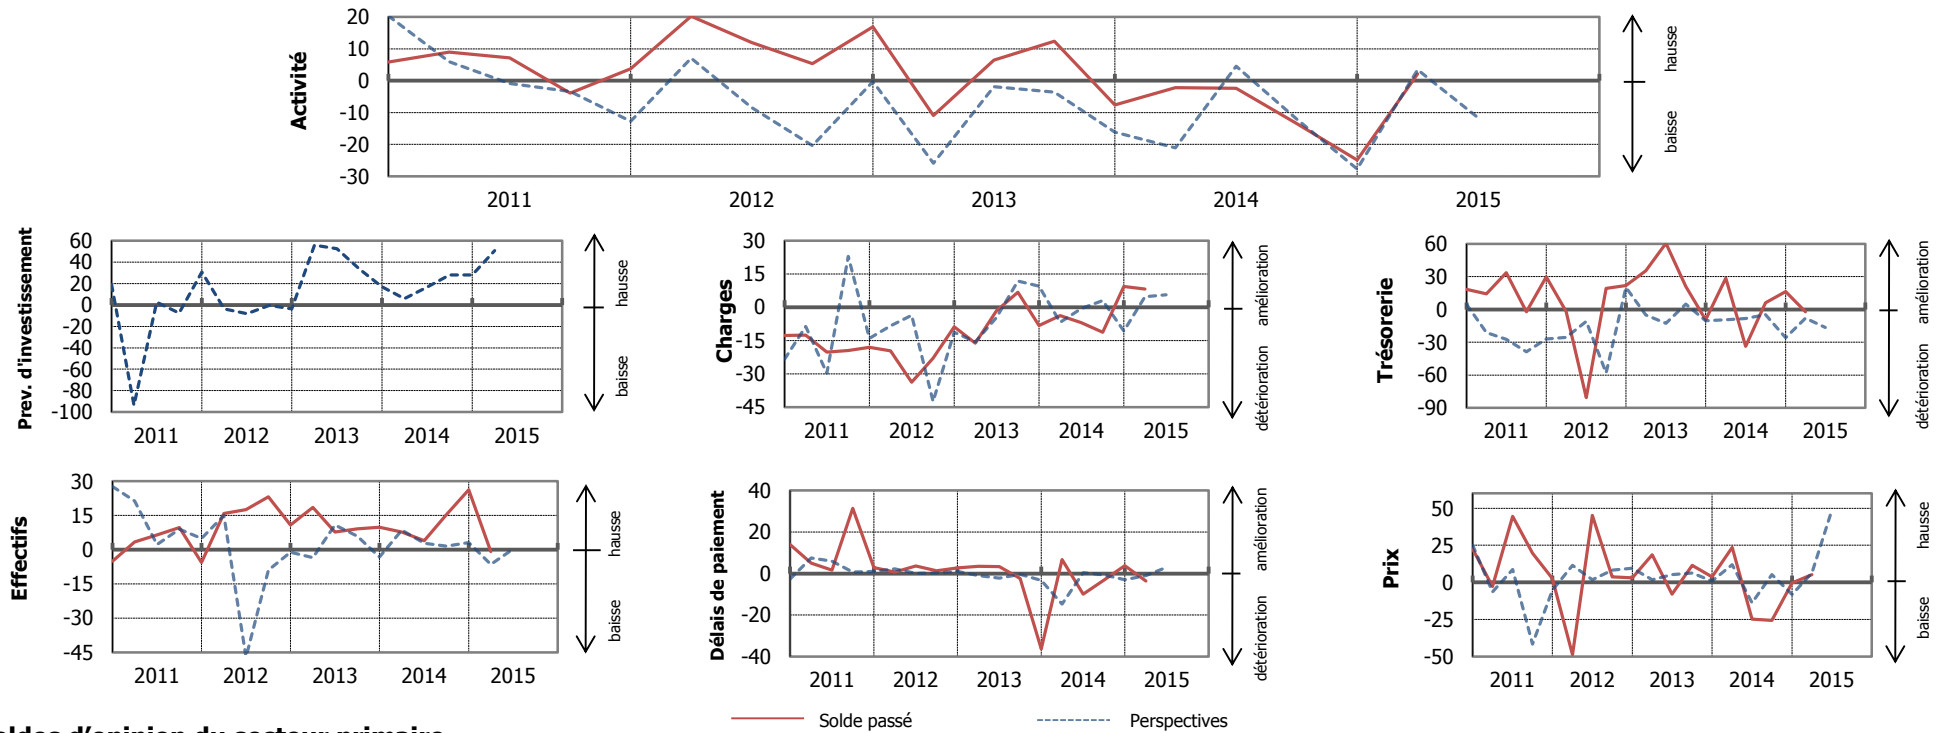 Activité
20
10
0
-10
-20
-30
2011 2012 2013 2014 2015
hausse
baisse
Prev. d'investissement
60
40
20
0
-20
-40
-60
-80
-100
2011 2012 2013 2014 2015
hausse
baisse
Charges
30
15
0
-15
-30
-45
2011 2012 2013 2014 2015
amélioration
détérioration
Trésorerie
60
30
0
-30
-60
-90
2011 2012 2013 2014 2015
amélioration
détérioration
Effectifs
30
15
0
-15
-30
-45
2011 2012 2013 2014 2015
hausse
baisse
Délais de paiement
40
20
0
-20
-40
2011 2012 2013 2014 2015
amélioration
détérioration
Prix
50
25
0
-25
-50
2011 2012 2013 2014 2015
hausse
baisse
Solde passé Perspectives
oldes d'opinion du secteur primaire